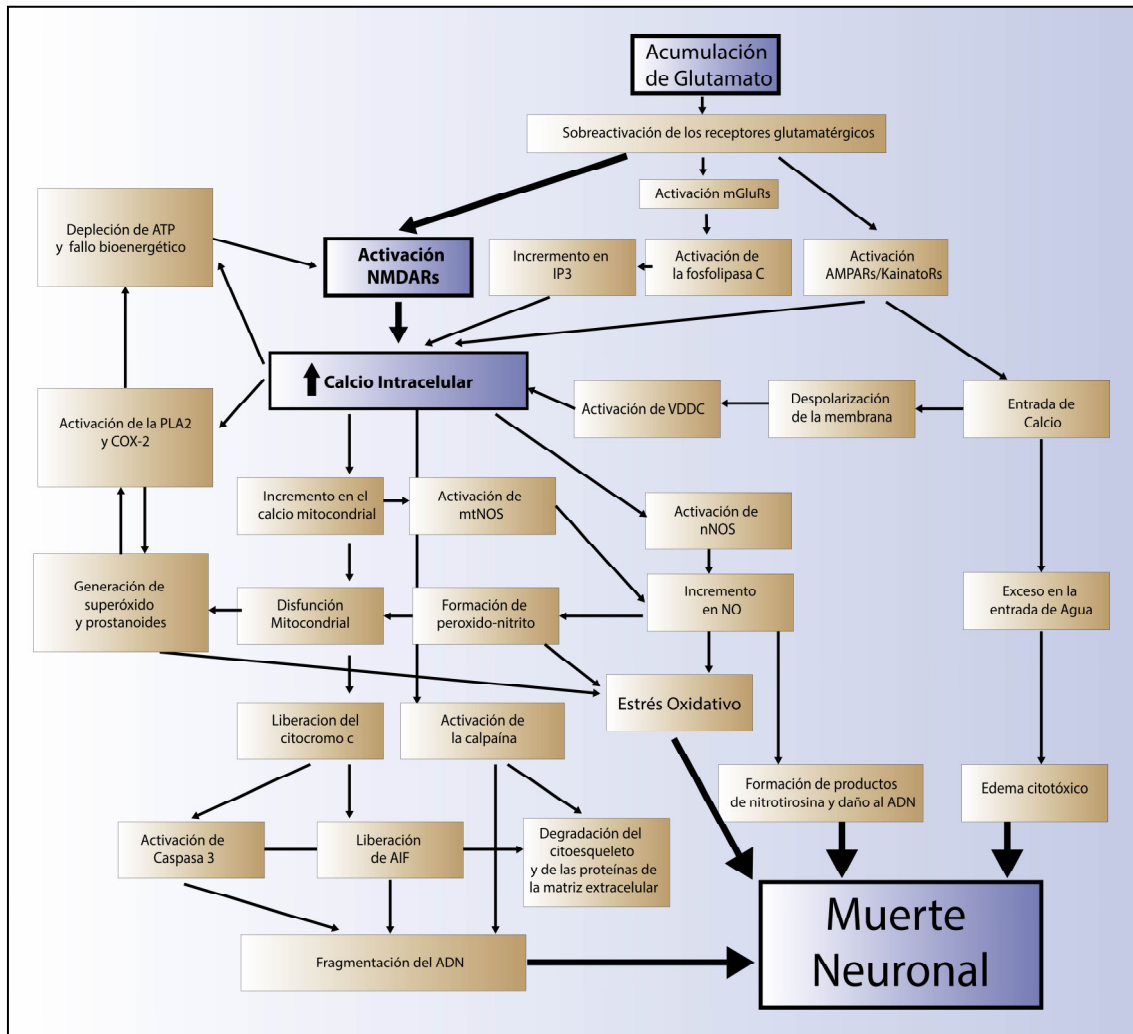 Acumulación
de Glutamato
Sobreactivación de los receptores glutamatérgicos
Activación mGluRs
Depleción de ATP
y fallo bioenergético
Activación
NMDARs
Incremento en
IP3
Activación de
la fosfolipasa C
Activación
AMPARs/KainatoRs
Calcio Intracelular
Activación de la PLA2
y COX-2
Activación de VDDC
Despolarización
de la membrana
Entrada de
Calcio
Incremento en el
calcio mitocondrial
Activación de
mtNOS
Activación de
nNOS
Generación de
superóxido
y prostanoides
Disfunción
Mitocondrial
Formación de
peroxido-nitrito
Incremento
en NO
Exceso en la
entrada de Agua
Estrés Oxidativo
Liberacion del
citocromo c
Activación de
la calpaína
Formación de productos
de nitrotirosina y daño al ADN
Edema citotóxico
Activación de
Caspasa 3
Liberación
de AIF
Degradación del
citoesqueleto
y de las proteínas de
la matriz extracelular
Muerte
Neuronal
Fragmentación del ADN